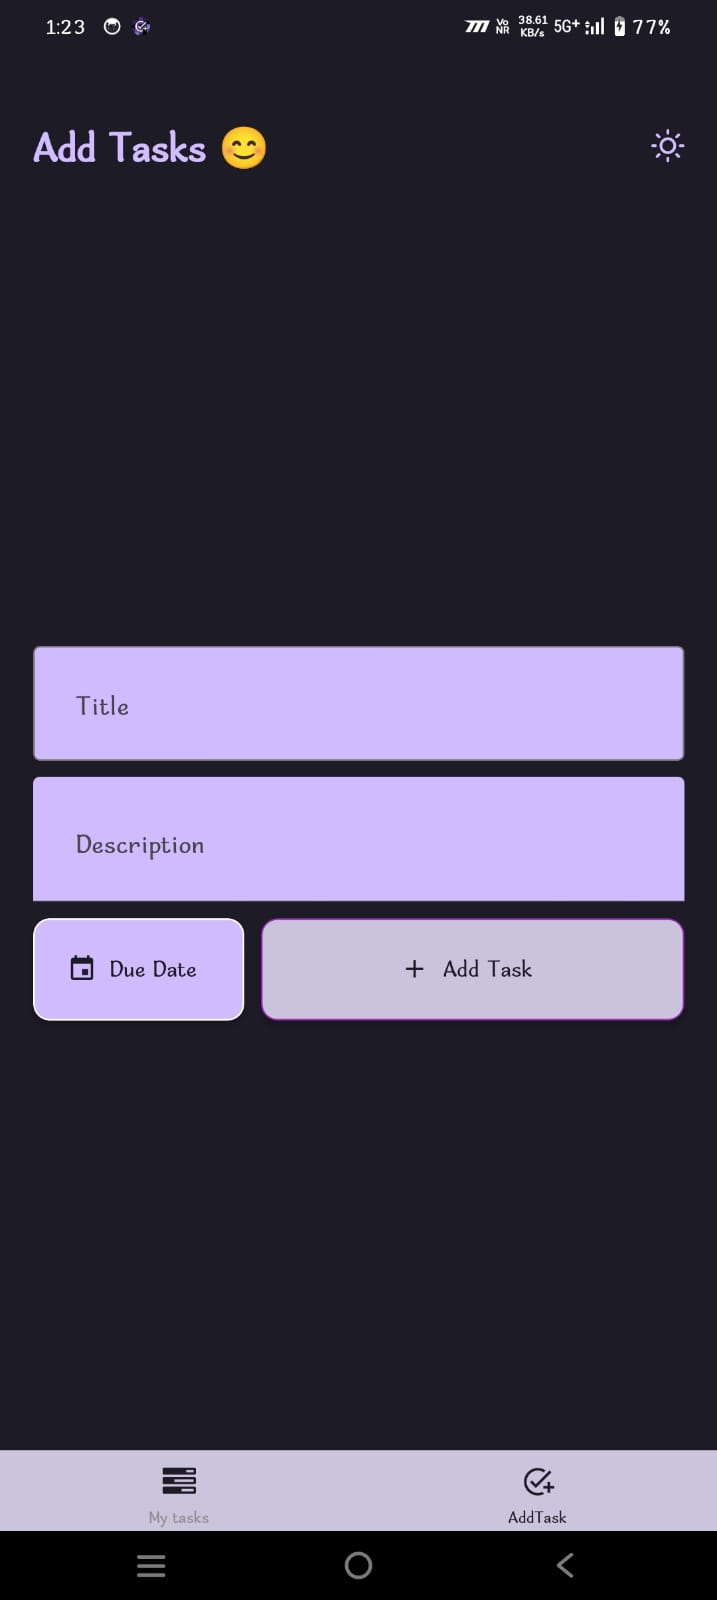 1:23 Vo NR 38.61 KB/s 5G+ 77%
Add Tasks 😊
Title
Description
Due Date + Add Task
My tasks AddTask